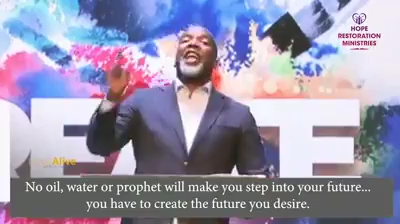 HOPE
RESTORATION
MINISTRIES
Alive
No oil, water or prophet will make you step into your future...
you have to create the future you desire.